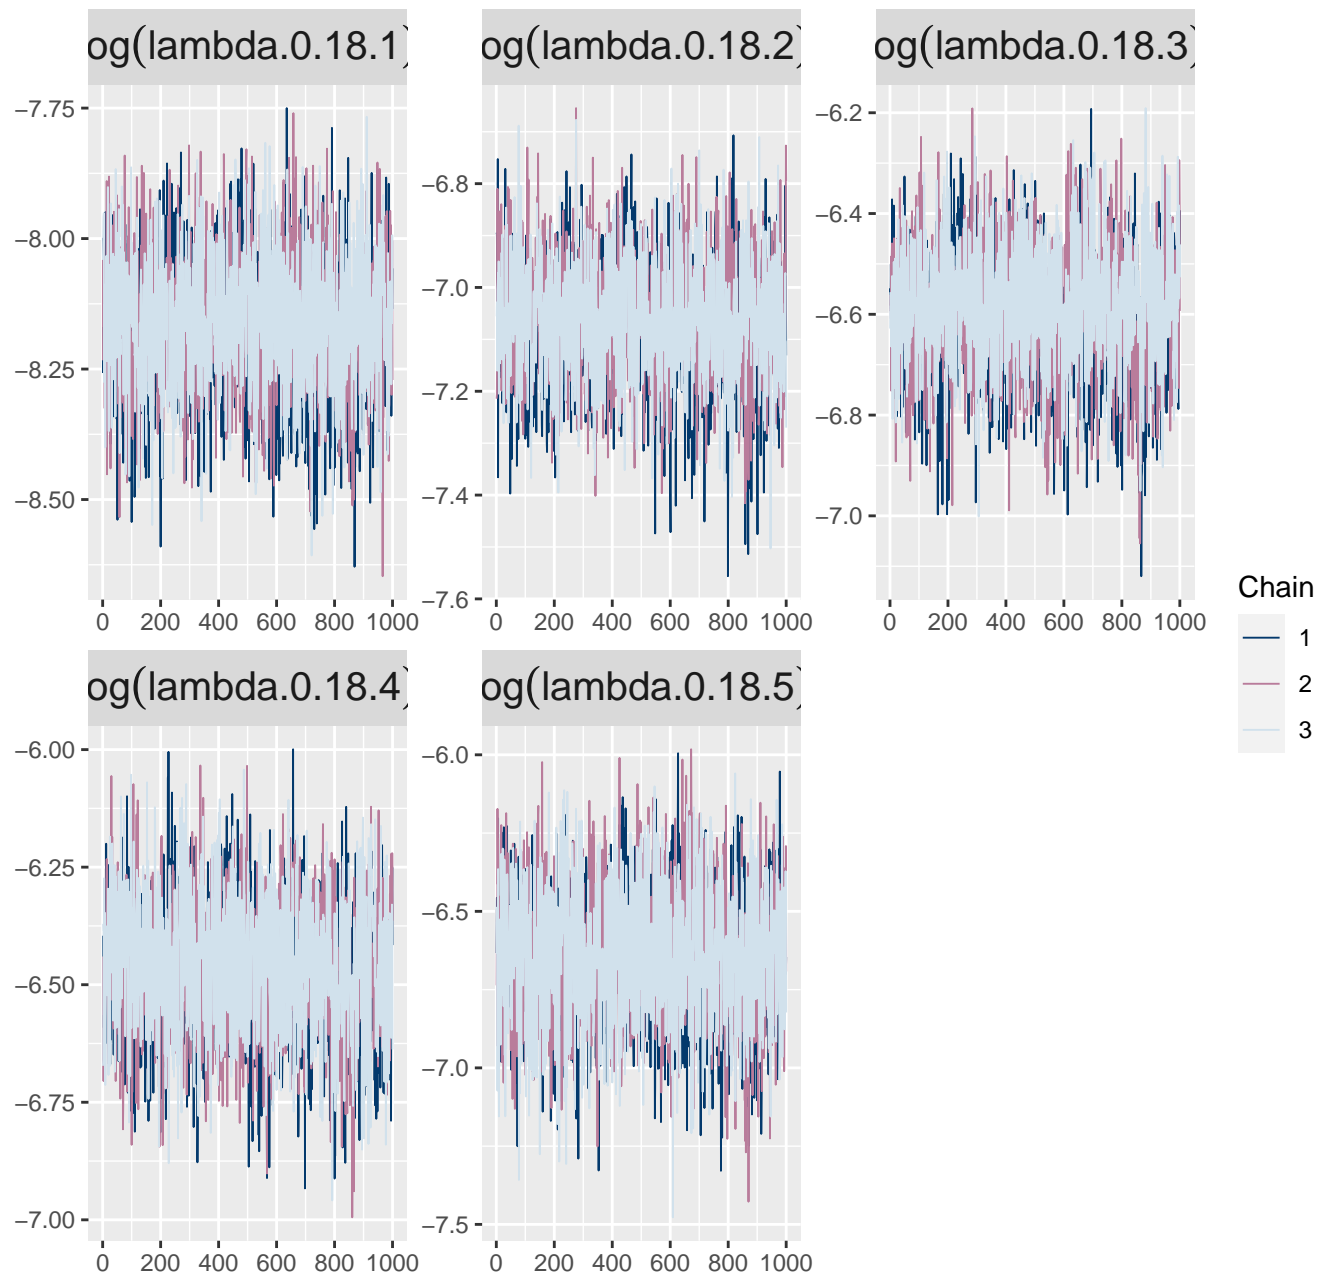 og(lambda.0.18.1)
og(lambda.0.18.2)
og(lambda.0.18.3)
−7.75
−8.00
−8.25
−8.50
0 200 400 600 800 1000
−6.8
−7.0
−7.2
−7.4
−7.6
0 200 400 600 800 1000
−6.2
−6.4
−6.6
−6.8
−7.0
0 200 400 600 800 1000
og(lambda.0.18.4)
og(lambda.0.18.5)
−6.00
−6.25
−6.50
−6.75
−7.00
0 200 400 600 800 1000
−6.0
−6.5
−7.0
−7.5
0 200 400 600 800 1000
Chain
1
2
3